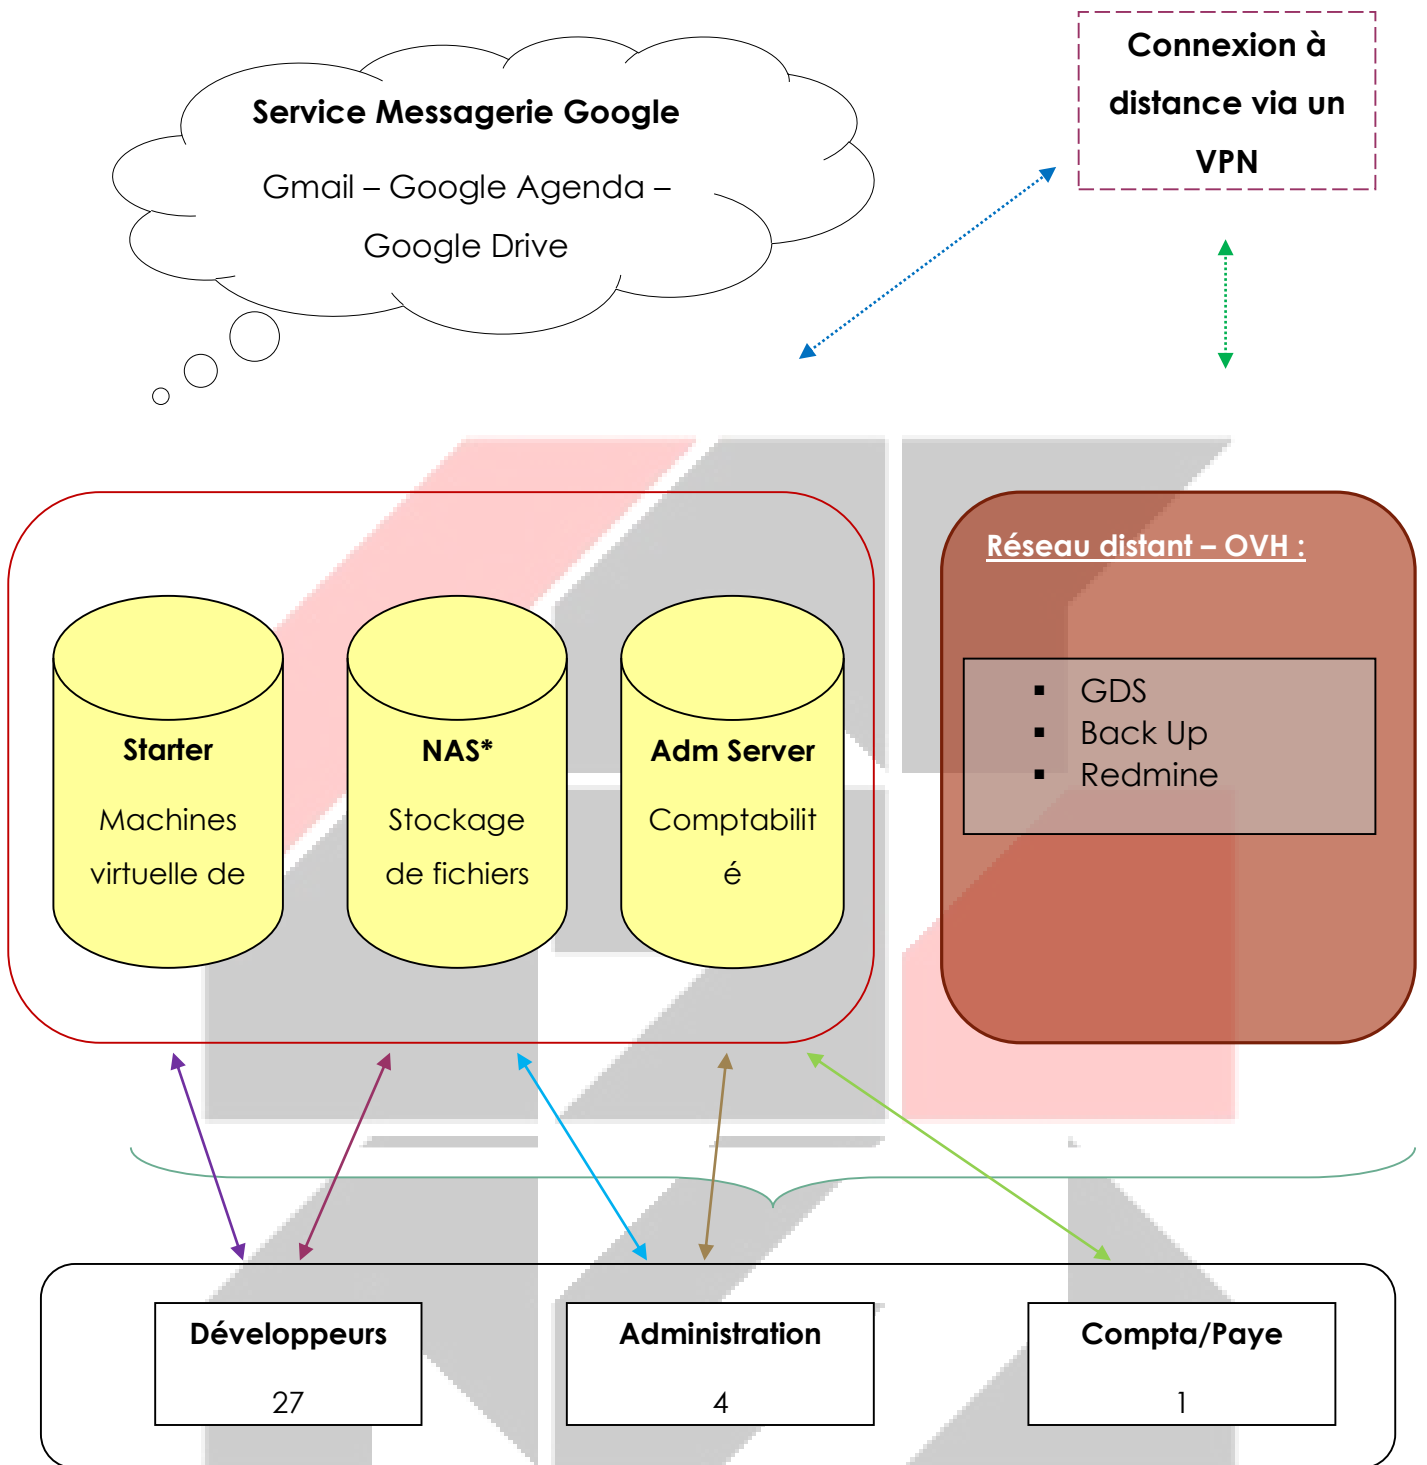 Service Messagerie Google
Gmail – Google Agenda –
Google Drive
Connexion à
distance via un
VPN
Réseau distant – OVH :
▪ GDS
▪ Back Up
▪ Redmine
Starter
Machines
virtuelle de
NAS*
Stockage
de fichiers
Adm Server
Comptabilit
é
Développeurs
27
Administration
4
Compta/Paye
1